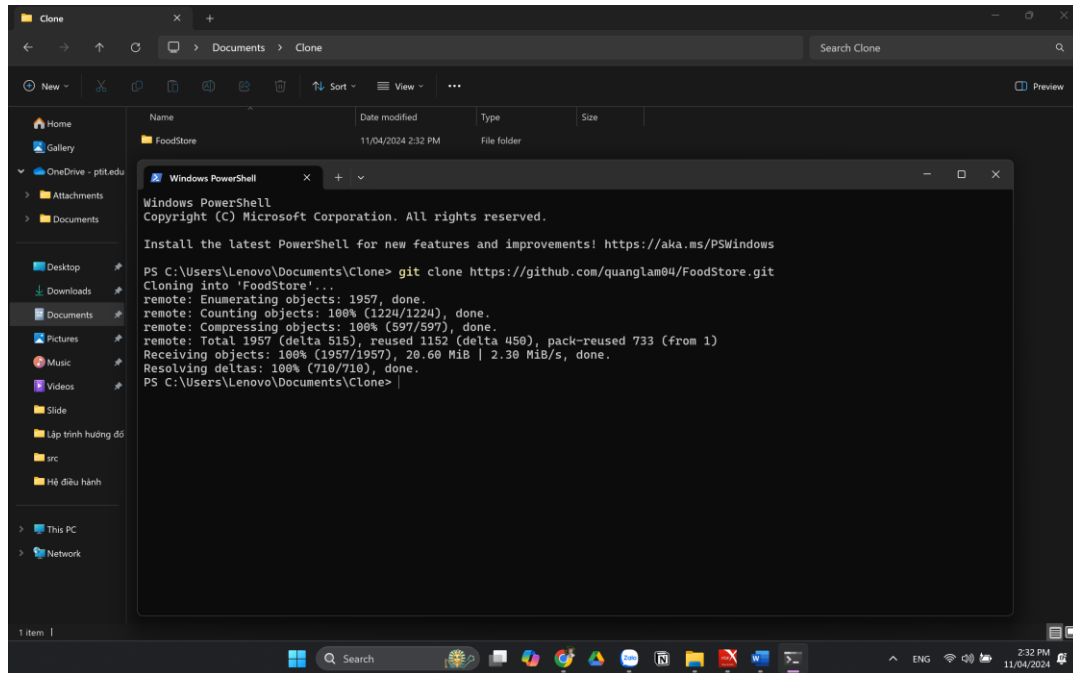 Clone
Documents > Clone
Search Clone
New
Sort
View
Preview
Name Date modified Type Size
FoodStore 11/04/2024 2:32 PM File folder
Home
Gallery
OneDrive - ptit.edu
Attachments
Documents
Desktop
Downloads
Documents
Pictures
Music
Videos
Slide
Lập trình hướng đố
src
Hệ điều hành
This PC
Network
1 item
Windows PowerShell
Windows PowerShell
Copyright (C) Microsoft Corporation. All rights reserved.
Install the latest PowerShell for new features and improvements! https://aka.ms/PSWindows
PS C:\Users\Lenovo\Documents\Clone> git clone https://github.com/quanglam04/FoodStore.git
Cloning into 'FoodStore'...
remote: Enumerating objects: 1957, done.
remote: Counting objects: 100% (1224/1224), done.
remote: Compressing objects: 100% (597/597), done.
remote: Total 1957 (delta 515), reused 1152 (delta 450), pack-reused 733 (from 1)
Receiving objects: 100% (1957/1957), 20.60 MiB | 2.30 MiB/s, done.
Resolving deltas: 100% (710/710), done.
PS C:\Users\Lenovo\Documents\Clone>
Search
Zalo
ENG
2:32 PM
11/04/2024